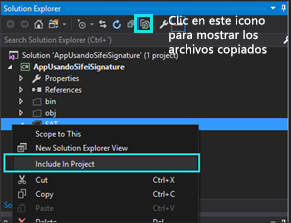 Solution Explorer
Clic en este icono
para mostrar los
archivos copiados
Search Solution Explorer (Ctrl+´)
Solution 'AppUsandoSifeiSignature' (1 project)
AppUsandoSifeiSignature
Properties
References
bin
obj
SAT
Scope to This
New Solution Explorer View
Include In Project
Cut Ctrl+X
Copy Ctrl+C
Paste Ctrl+V
Delete Del